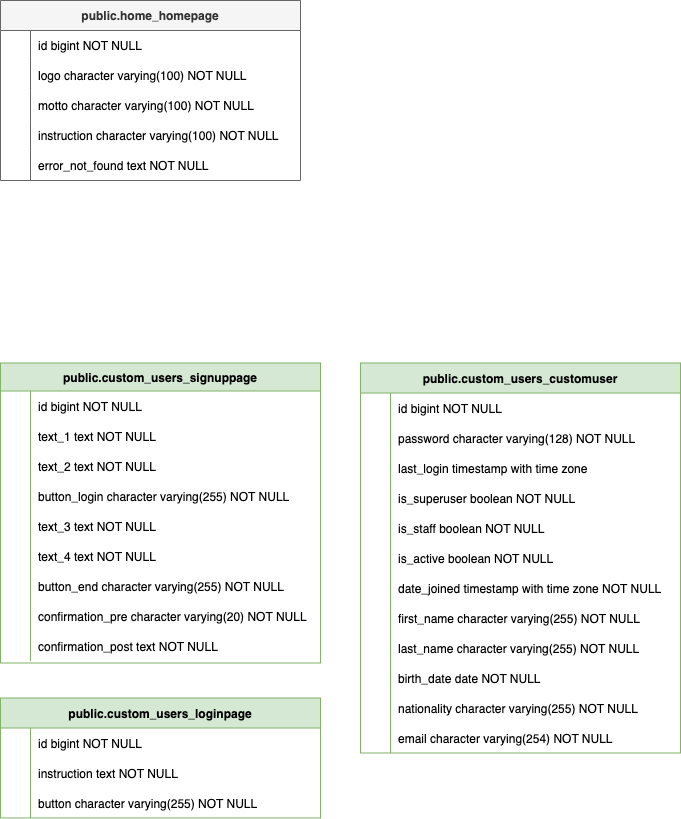 public.home_homepage
id bigint NOT NULL
logo character varying(100) NOT NULL
motto character varying(100) NOT NULL
instruction character varying(100) NOT NULL
error_not_found text NOT NULL
public.custom_users_signuppage
id bigint NOT NULL
text_1 text NOT NULL
text_2 text NOT NULL
button_login character varying(255) NOT NULL
text_3 text NOT NULL
text_4 text NOT NULL
button_end character varying(255) NOT NULL
confirmation_pre character varying(20) NOT NULL
confirmation_post text NOT NULL
public.custom_users_loginpage
id bigint NOT NULL
instruction text NOT NULL
button character varying(255) NOT NULL
public.custom_users_customuser
id bigint NOT NULL
password character varying(128) NOT NULL
last_login timestamp with time zone
is_superuser boolean NOT NULL
is_staff boolean NOT NULL
is_active boolean NOT NULL
date_joined timestamp with time zone NOT NULL
first_name character varying(255) NOT NULL
last_name character varying(255) NOT NULL
birth_date date NOT NULL
nationality character varying(255) NOT NULL
email character varying(254) NOT NULL